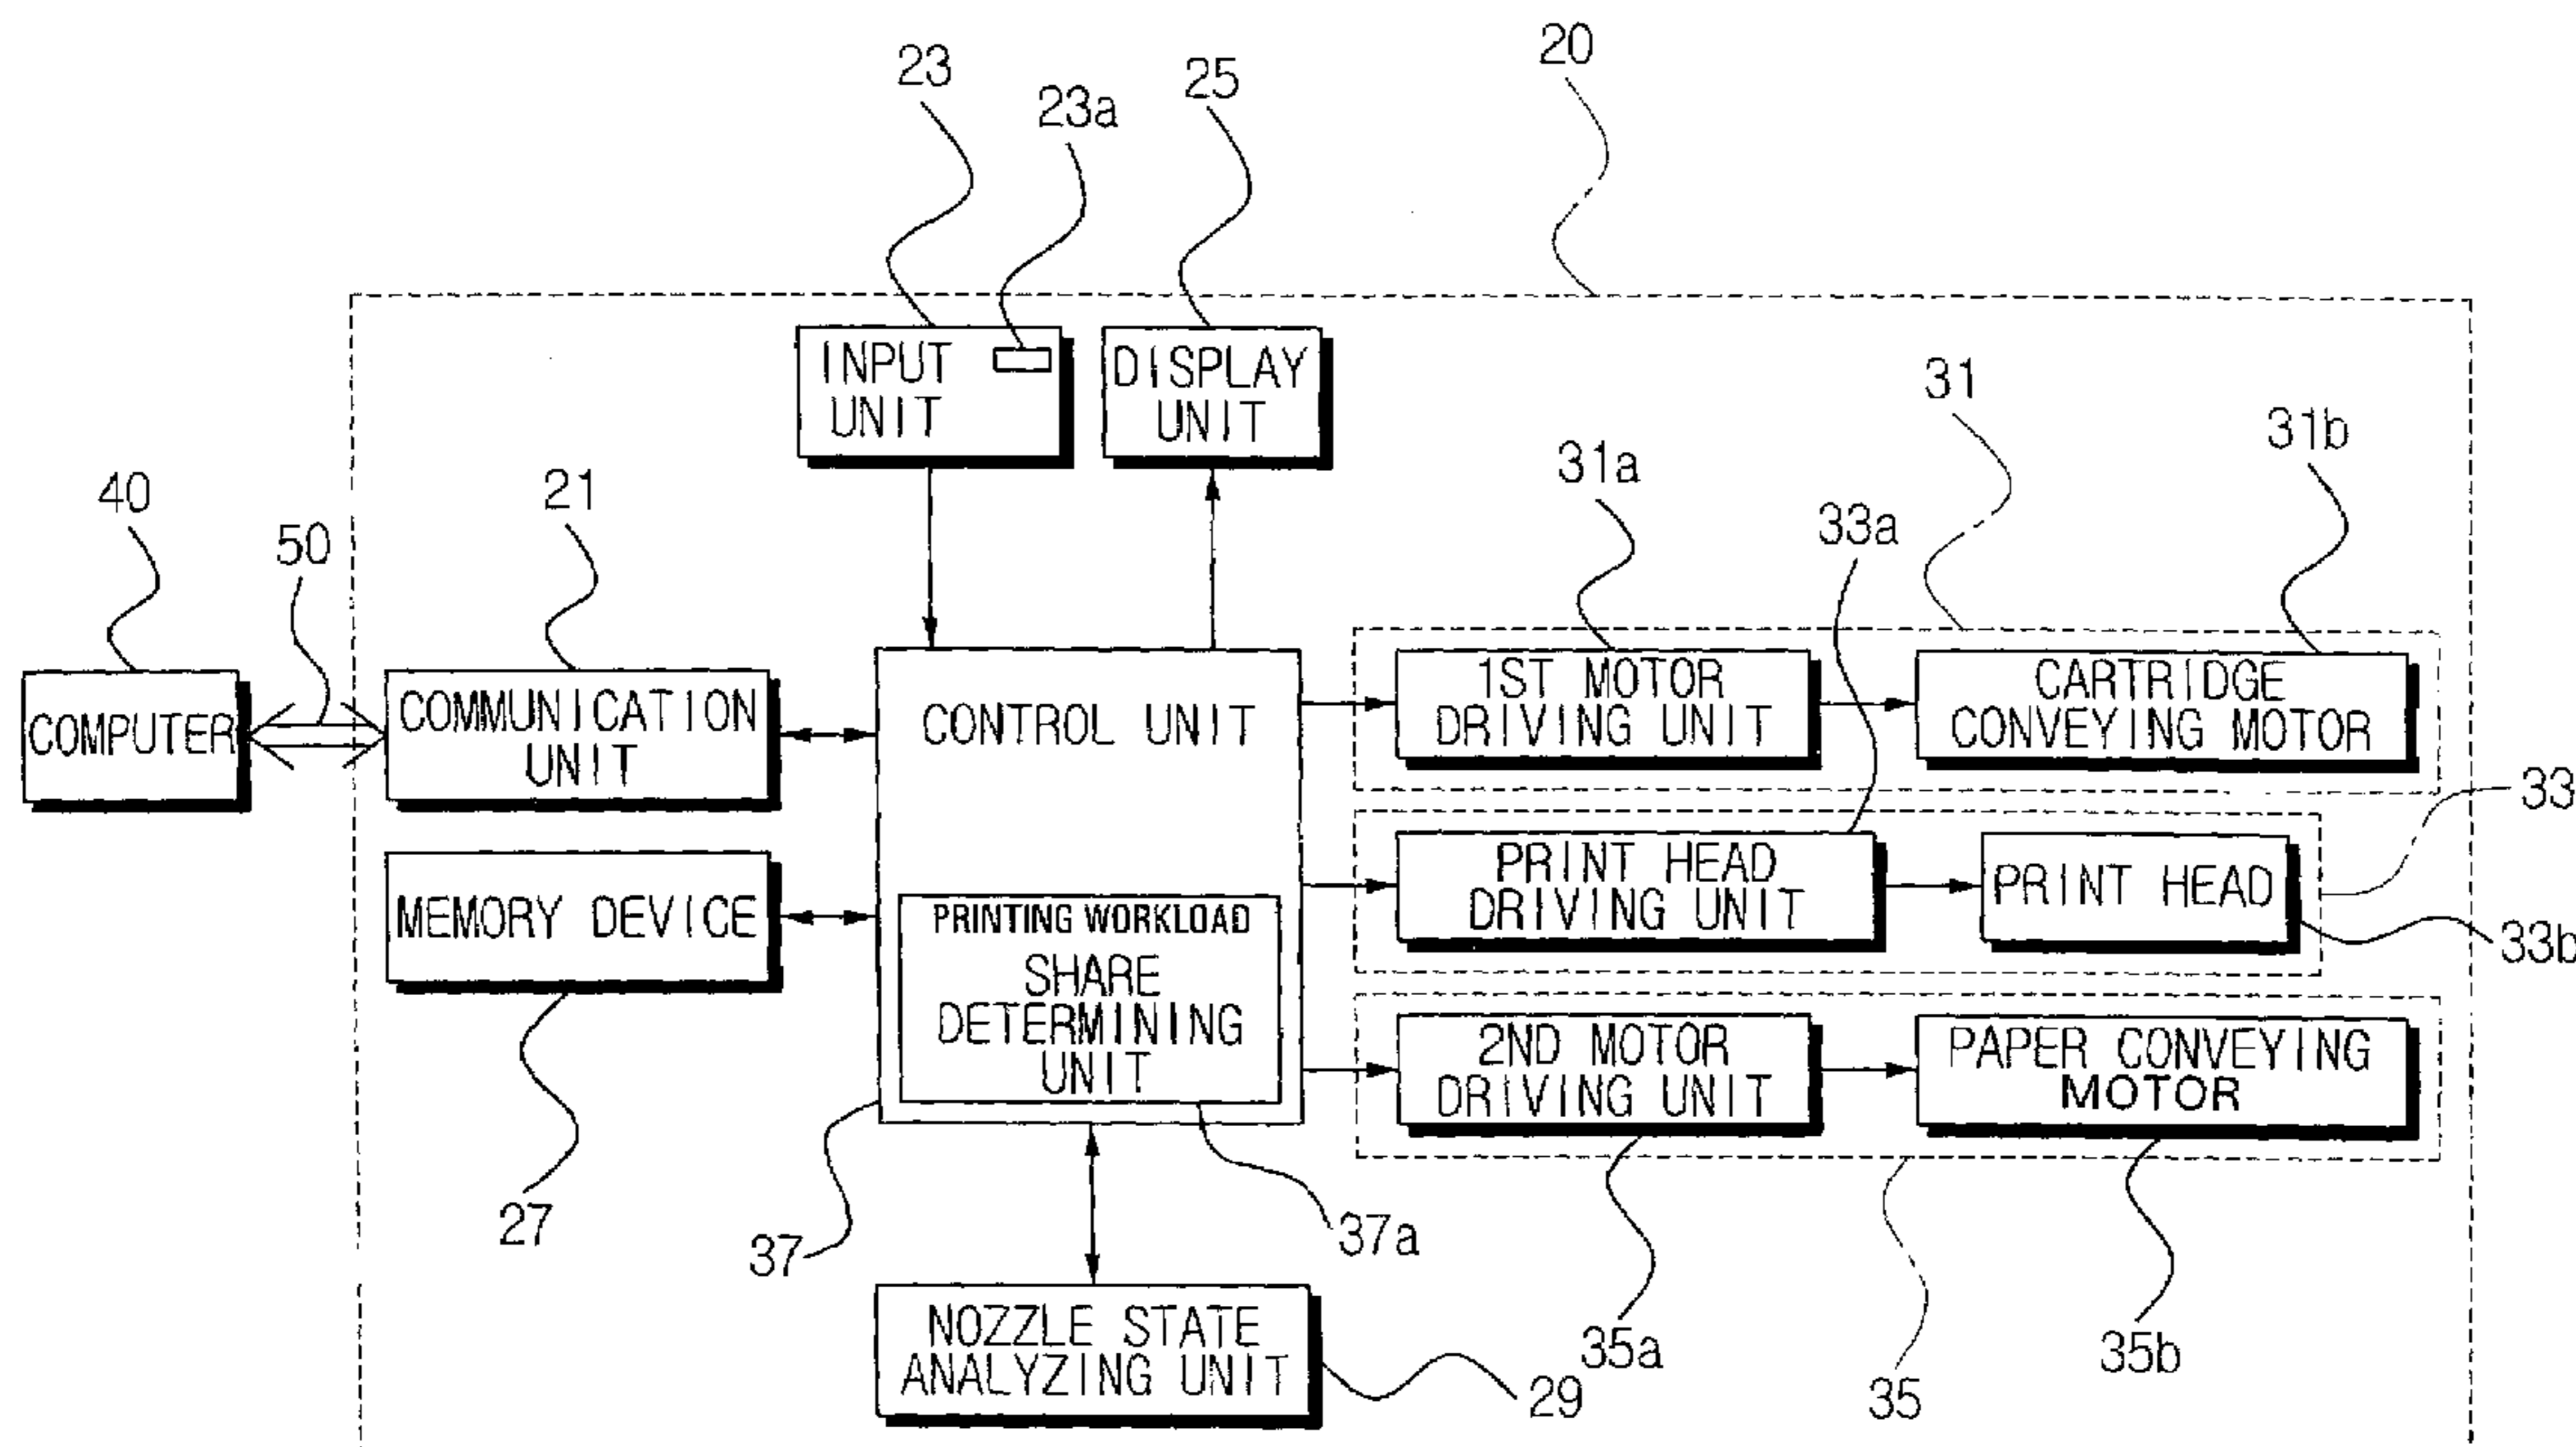 20
23
25
23a
INPUT
UNIT
DISPLAY
UNIT
31
31b
31a
40
21
33a
50
COMPUTER
COMMUNICATION
UNIT
CONTROL UNIT
1ST MOTOR
DRIVING UNIT
CARTRIDGE
CONVEYING MOTOR
33
MEMORY DEVICE
PRINTING WORKLOAD
SHARE
DETERMINING
UNIT
PRINT HEAD
DRIVING UNIT
PRINT HEAD
33b
2ND MOTOR
DRIVING UNIT
PAPER CONVEYING
MOTOR
27
37
37a
NOZZLE STATE
ANALYZING UNIT
29
35a
35
35b